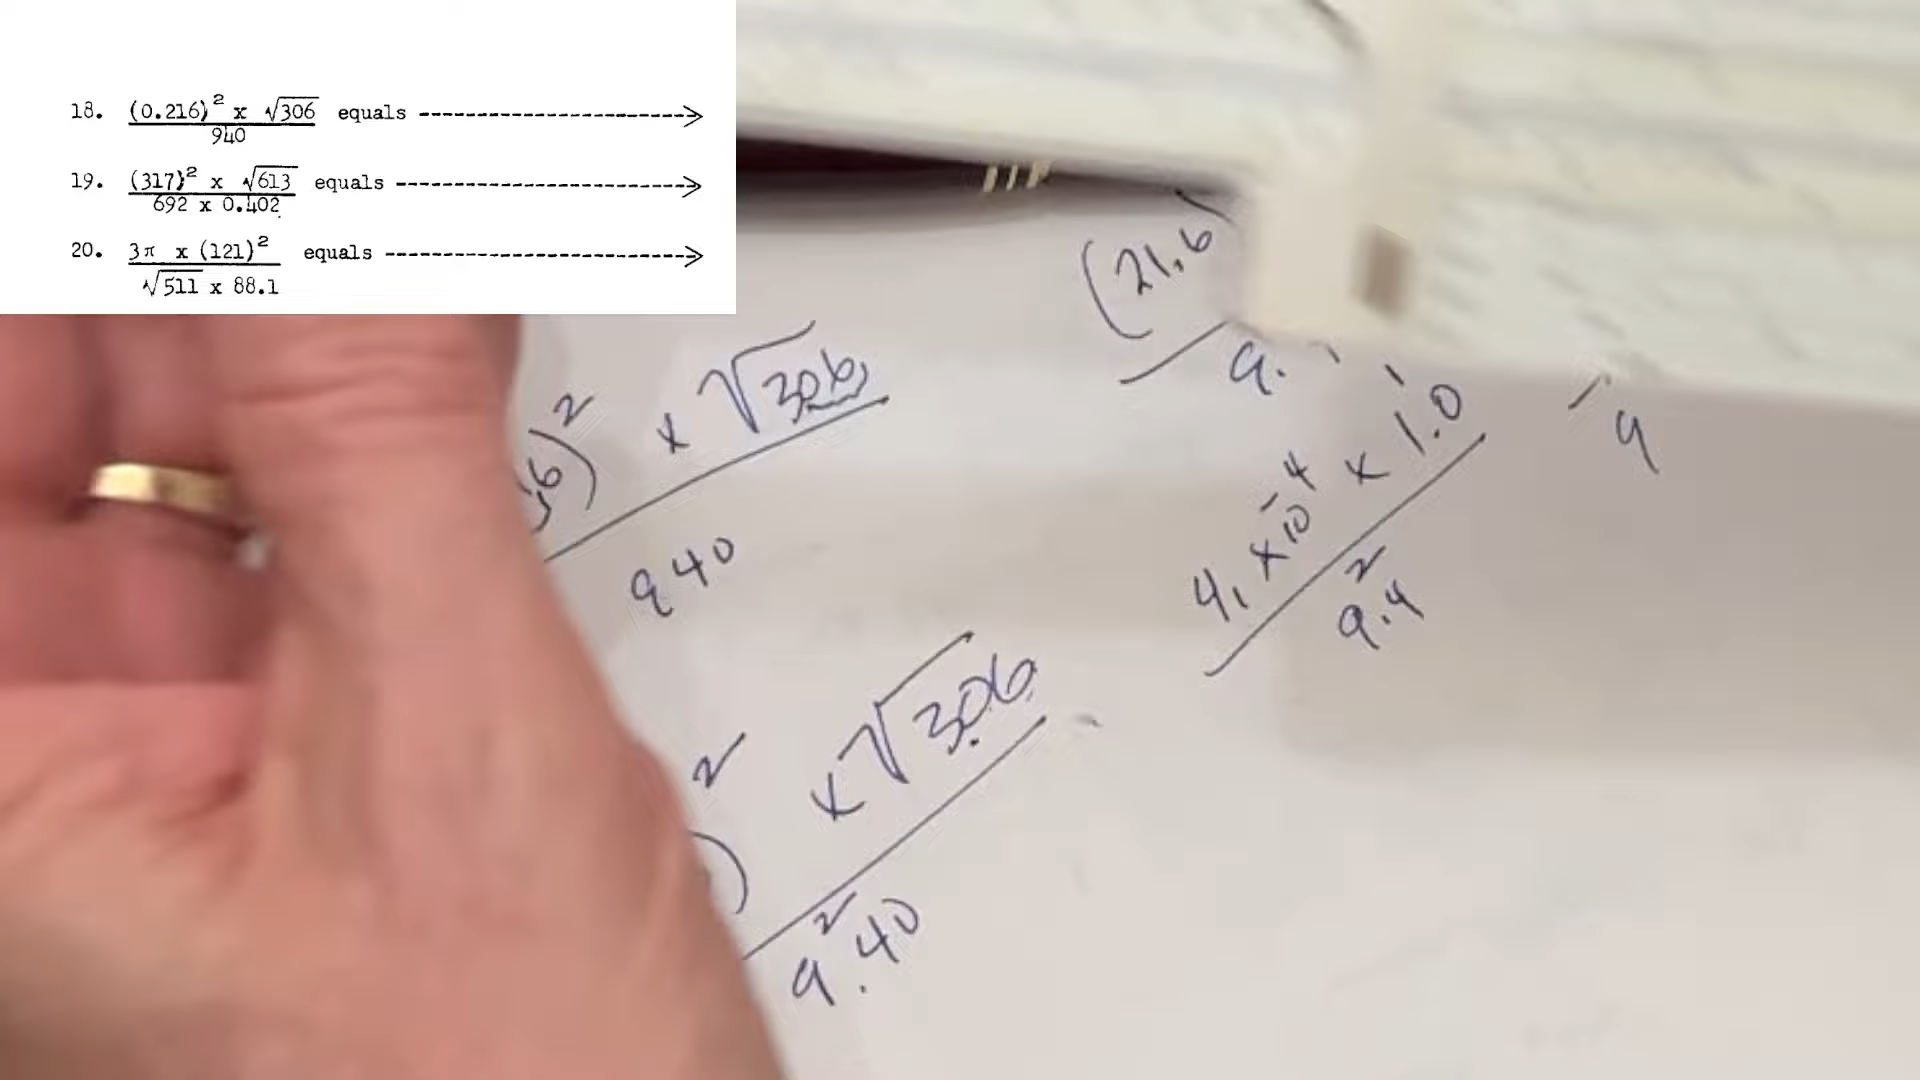 18. (0.216)² x √306 equals ----------------------->
940
19. (317)² x √613 equals ----------------------->
692 x 0.402
20. 3π x (121)² equals ----------------------->
√511 x 88.1
(21.6
9.
6)² x √306
940
4, x 10⁻⁴ x 1.0
9.4²
)² x √3.06
9.40²